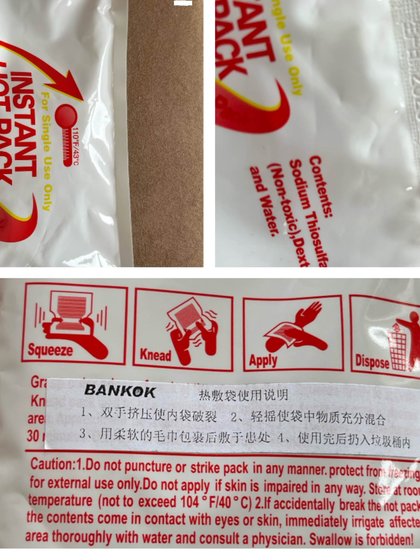 INSTANT
HOT PACK
For Single Use Only
110°F/43°C
Single Use Only
Contents:
Sodium Thiosulfa
(Non-toxic),Dext
and Water.
Squeeze
Knead
Apply
Dispose
Gra
Kn
are
30
BANKOK 热敷袋使用说明
1、双手挤压使内袋破裂 2、轻摇使袋中物质充分混合
3、用柔软的毛巾包裹后敷于患处 4、使用完后扔入垃圾桶内
Caution:1.Do not puncture or strike pack in any manner. protect from freezing
for external use only.Do not apply if skin is impaired in any way. Store at room
temperature (not to exceed 104°F/40°C) 2.If accidentally break the hot pack
the contents come in contact with eyes or skin, immediately irrigate affecte
area thoroughly with water and consult a physician. Swallow is forbidden!